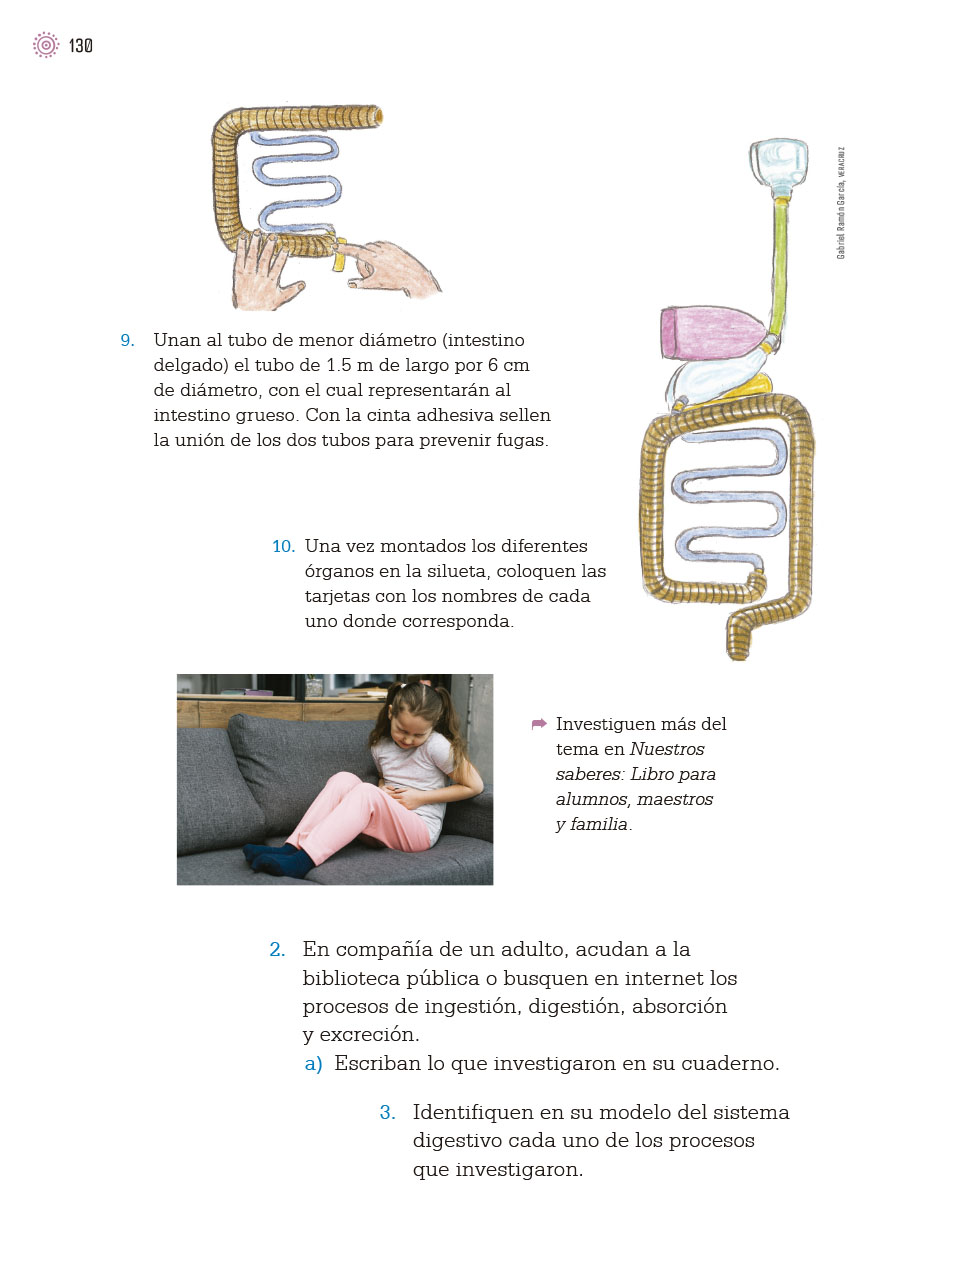 130
Gabriel Ramón García, VERACRUZ
9. Unan al tubo de menor diámetro (intestino
delgado) el tubo de 1.5 m de largo por 6 cm
de diámetro, con el cual representarán al
intestino grueso. Con la cinta adhesiva sellen
la unión de los dos tubos para prevenir fugas.
10. Una vez montados los diferentes
órganos en la silueta, coloquen las
tarjetas con los nombres de cada
uno donde corresponda.
Investiguen más del
tema en Nuestros
saberes: Libro para
alumnos, maestros
y familia.
2. En compañía de un adulto, acudan a la
biblioteca pública o busquen en internet los
procesos de ingestión, digestión, absorción
y excreción.
a) Escriban lo que investigaron en su cuaderno.
3. Identifiquen en su modelo del sistema
digestivo cada uno de los procesos
que investigaron.